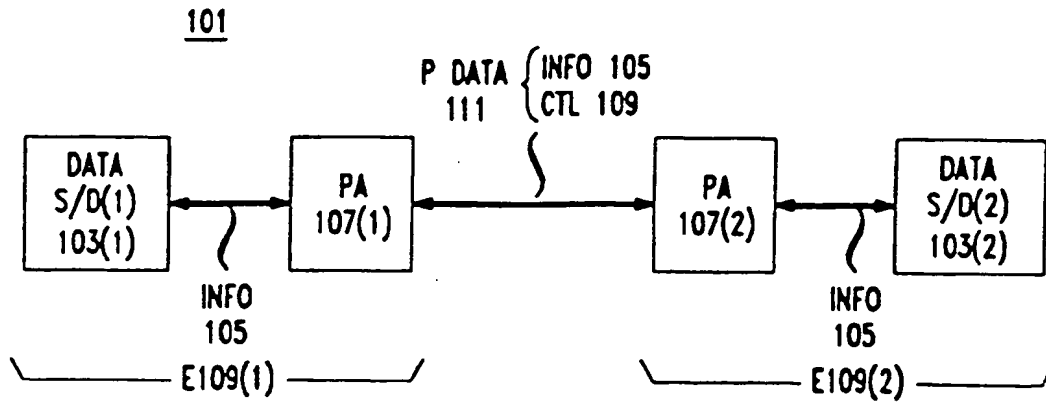 101
P DATA
111
INFO 105
CTL 109
DATA
S/D(1)
103(1)
PA
107(1)
PA
107(2)
DATA
S/D(2)
103(2)
INFO
105
INFO
105
E109(1)
E109(2)